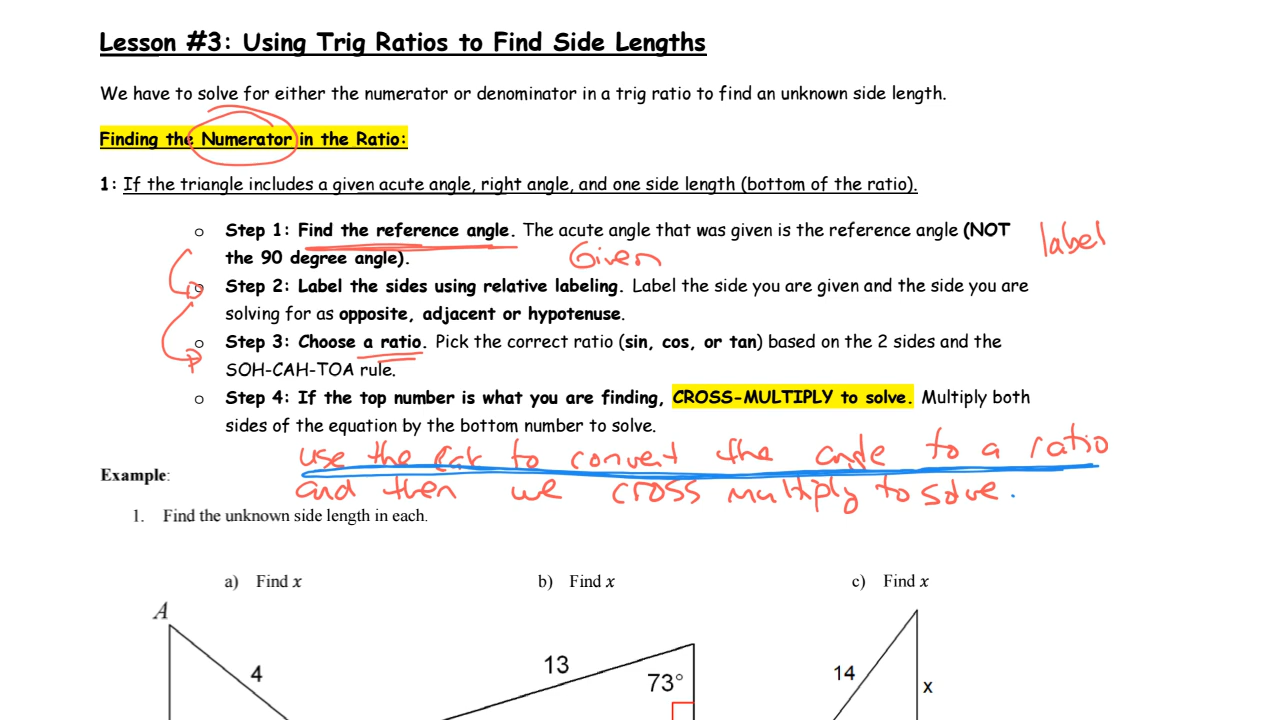 Lesson #3: Using Trig Ratios to Find Side Lengths
We have to solve for either the numerator or denominator in a trig ratio to find an unknown side length.
Finding the Numerator in the Ratio:
1: If the triangle includes a given acute angle, right angle, and one side length (bottom of the ratio).
o Step 1: Find the reference angle. The acute angle that was given is the reference angle (NOT
label
the 90 degree angle).
Given
o Step 2: Label the sides using relative labeling. Label the side you are given and the side you are
solving for as opposite, adjacent or hypotenuse.
o Step 3: Choose a ratio. Pick the correct ratio (sin, cos, or tan) based on the 2 sides and the
SOH-CAH-TOA rule.
o Step 4: If the top number is what you are finding, CROSS-MULTIPLY to solve. Multiply both
sides of the equation by the bottom number to solve.
use the to convert the angle to a ratio
Example:
and then we cross multiply to solve.
1. Find the unknown side length in each.
a) Find x b) Find x c) Find x
A
4 13 73° 14 x